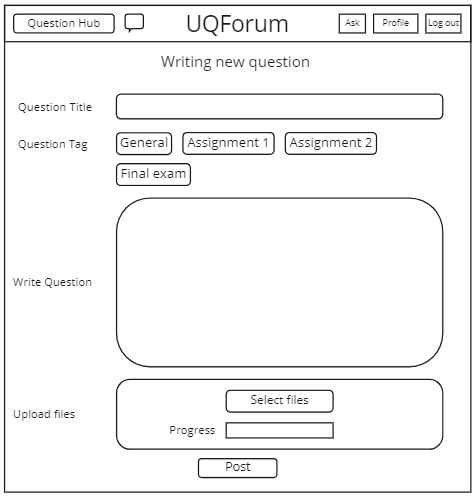 Question Hub UQForum Ask Profile Log out
Writing new question
Question Title
Question Tag General Assignment 1 Assignment 2
Final exam
Write Question
Select files
Upload files
Progress
Post